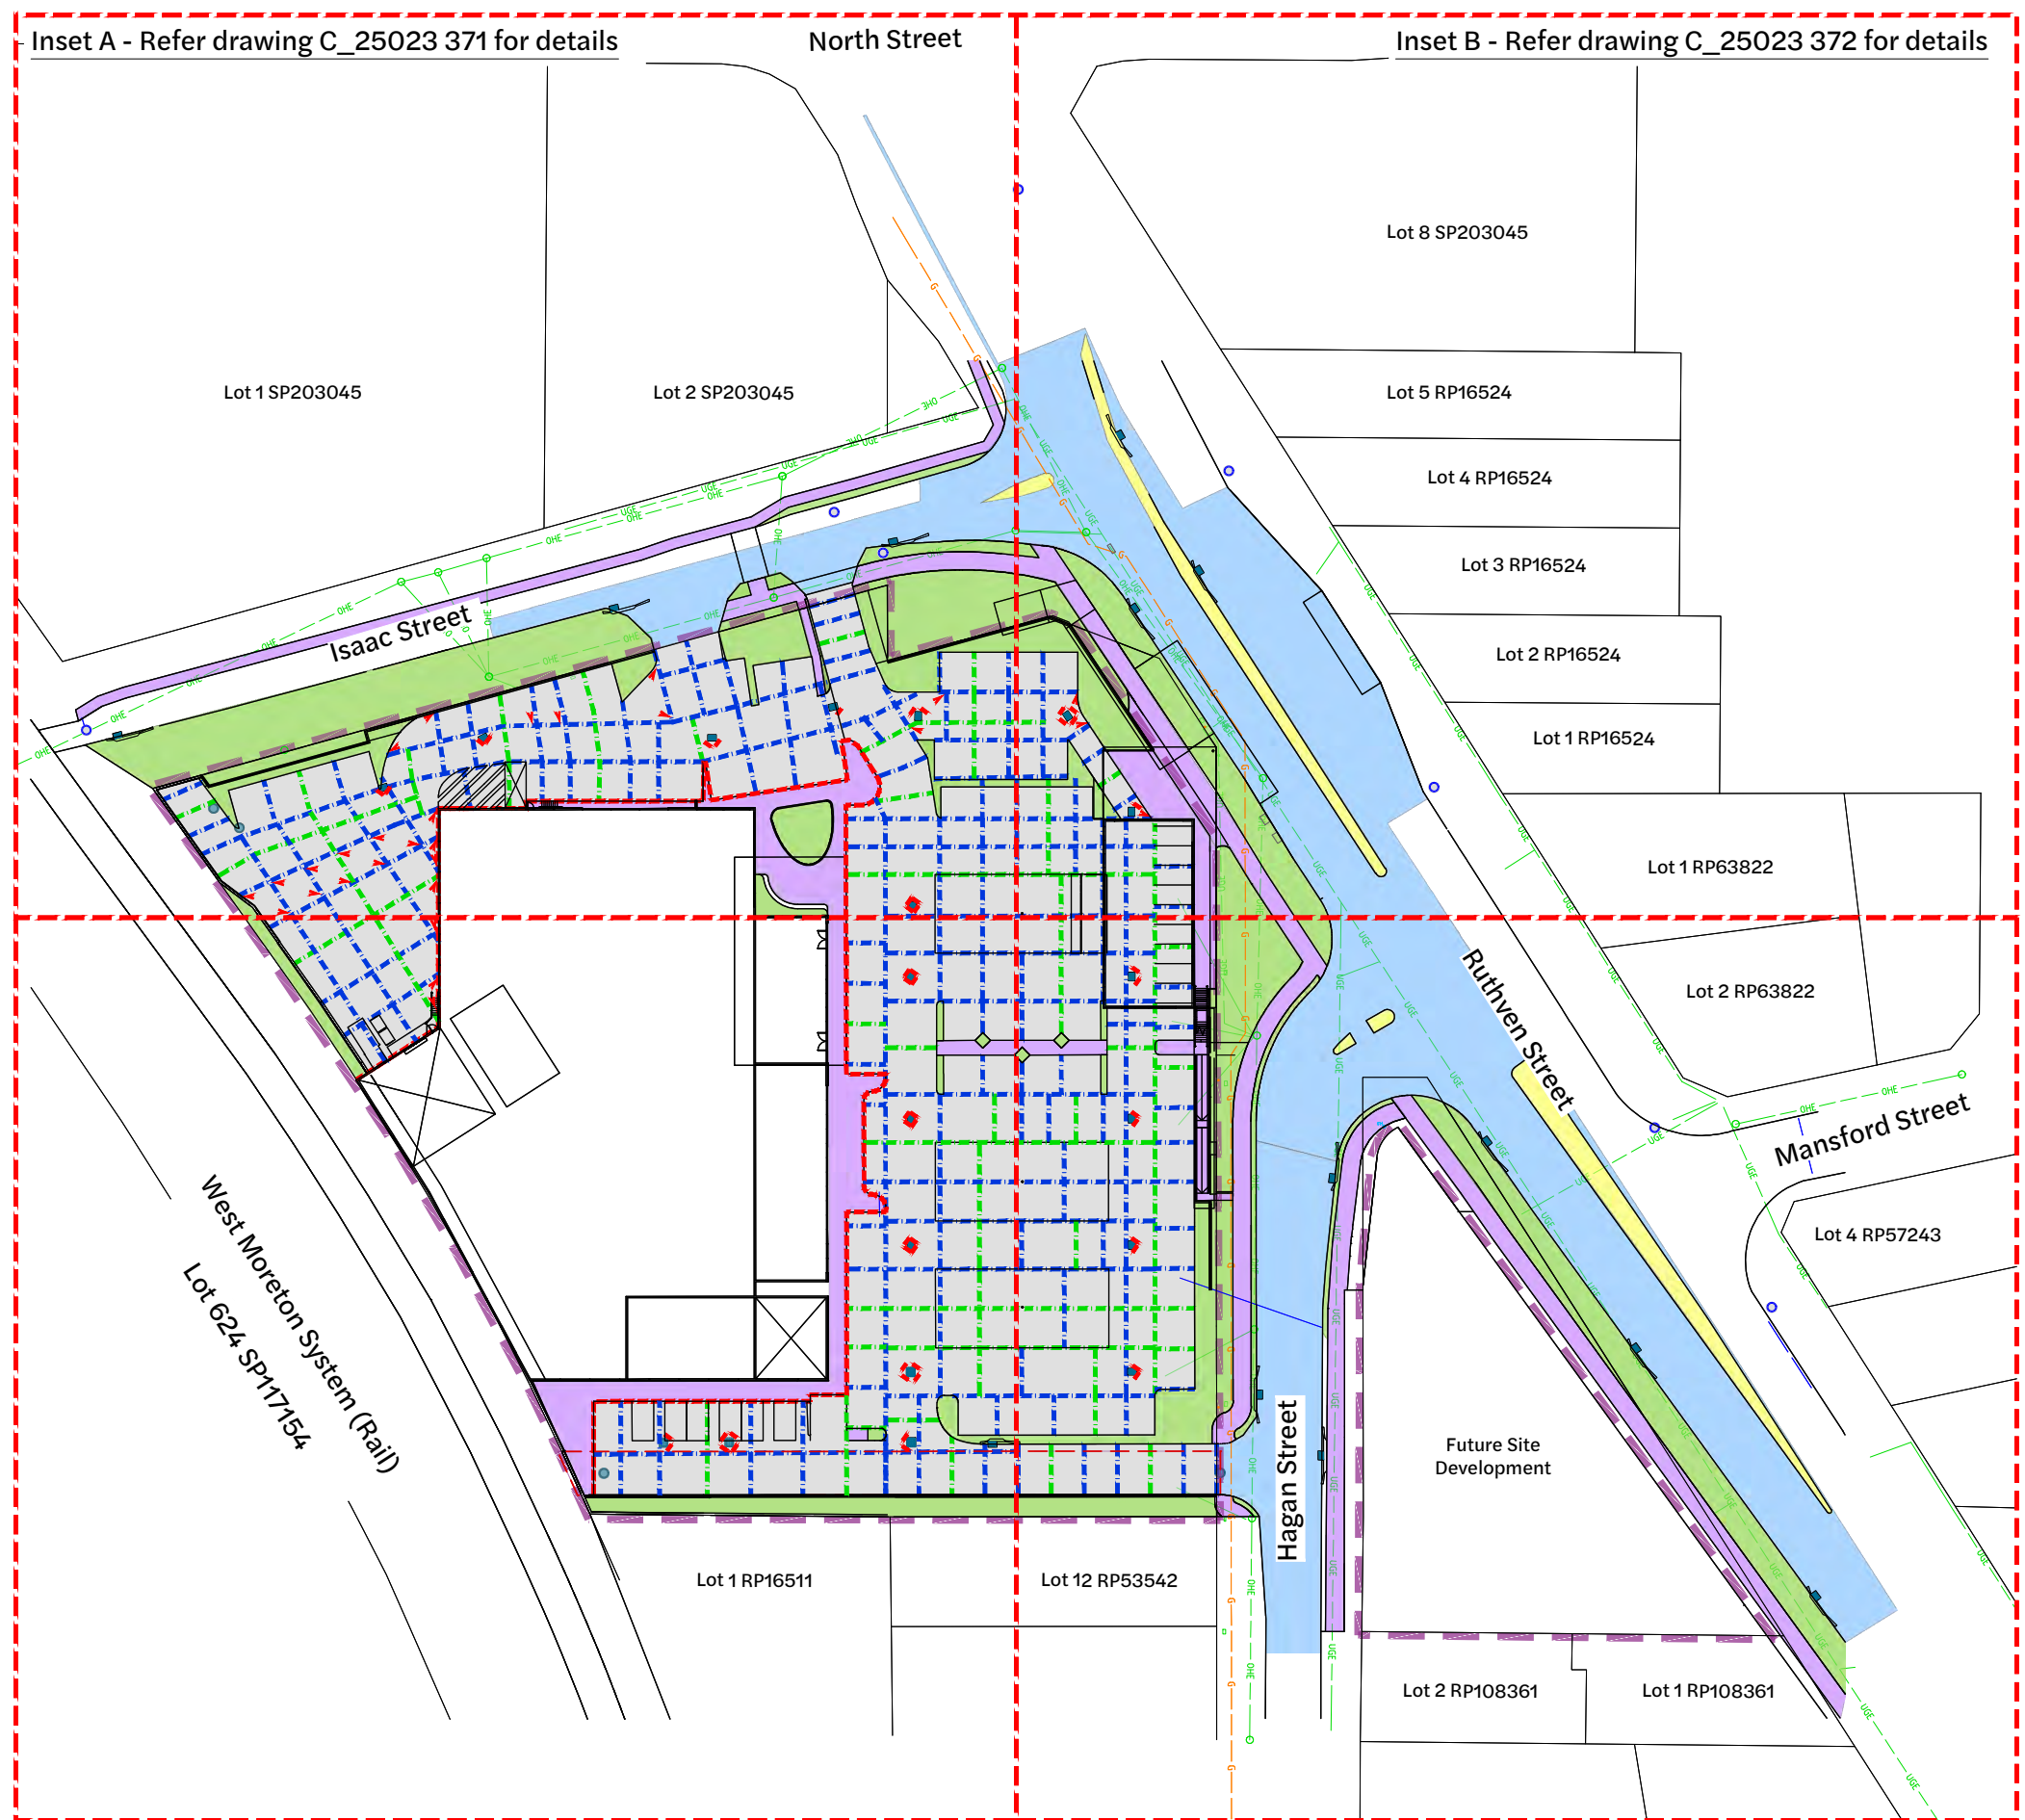 Inset A - Refer drawing C_25023 371 for details
North Street
Inset B - Refer drawing C_25023 372 for details
Lot 8 SP203045
Lot 1 SP203045
Lot 2 SP203045
Lot 5 RP16524
Lot 4 RP16524
Lot 3 RP16524
Isaac Street
Lot 2 RP16524
Lot 1 RP16524
Lot 1 RP63822
Lot 2 RP63822
Ruthven Street
Mansford Street
Lot 4 RP57243
West Moreton System (Rail)
Lot 624 SP117154
Hagan Street
Future Site
Development
Lot 1 RP16511
Lot 12 RP53542
Lot 2 RP108361
Lot 1 RP108361
G
OHE
UGE